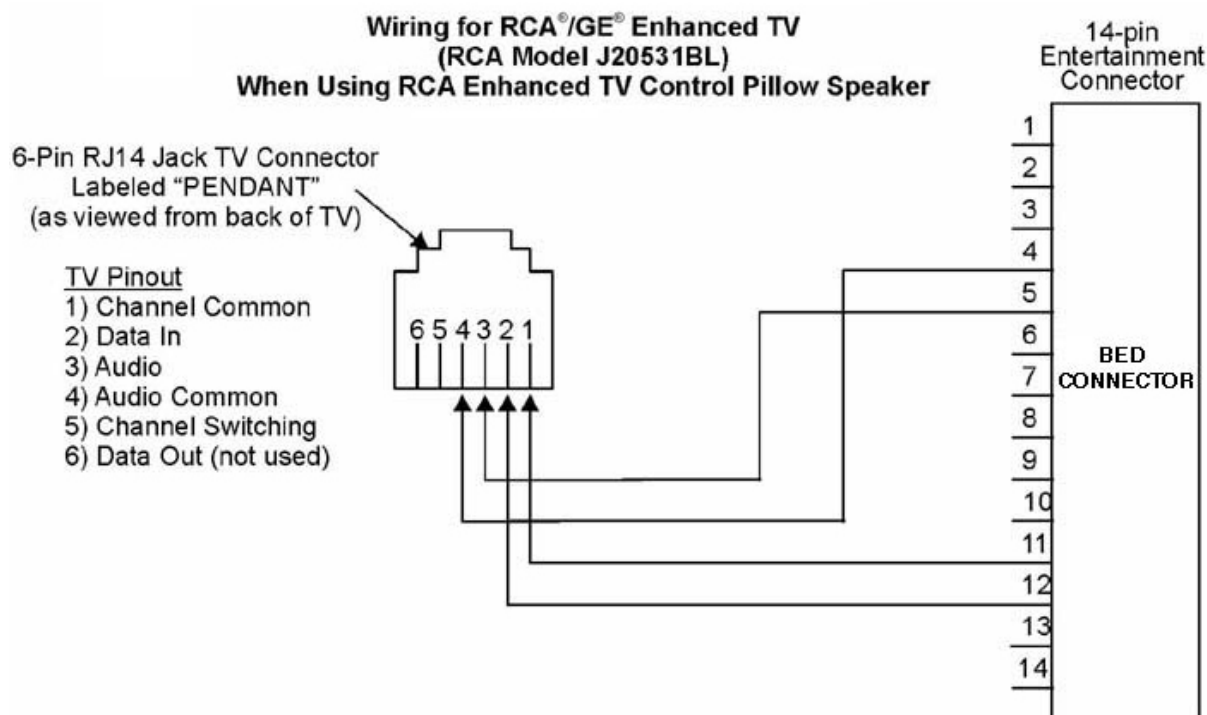 Wiring for RCA®/GE® Enhanced TV
(RCA Model J20531BL)
When Using RCA Enhanced TV Control Pillow Speaker
14-pin
Entertainment
Connector
6-Pin RJ14 Jack TV Connector
Labeled “PENDANT”
(as viewed from back of TV)
TV Pinout
1) Channel Common
2) Data In
3) Audio
4) Audio Common
5) Channel Switching
6) Data Out (not used)
6 5 4 3 2 1
1
2
3
4
5
6
7
8
9
10
11
12
13
14
BED
CONNECTOR